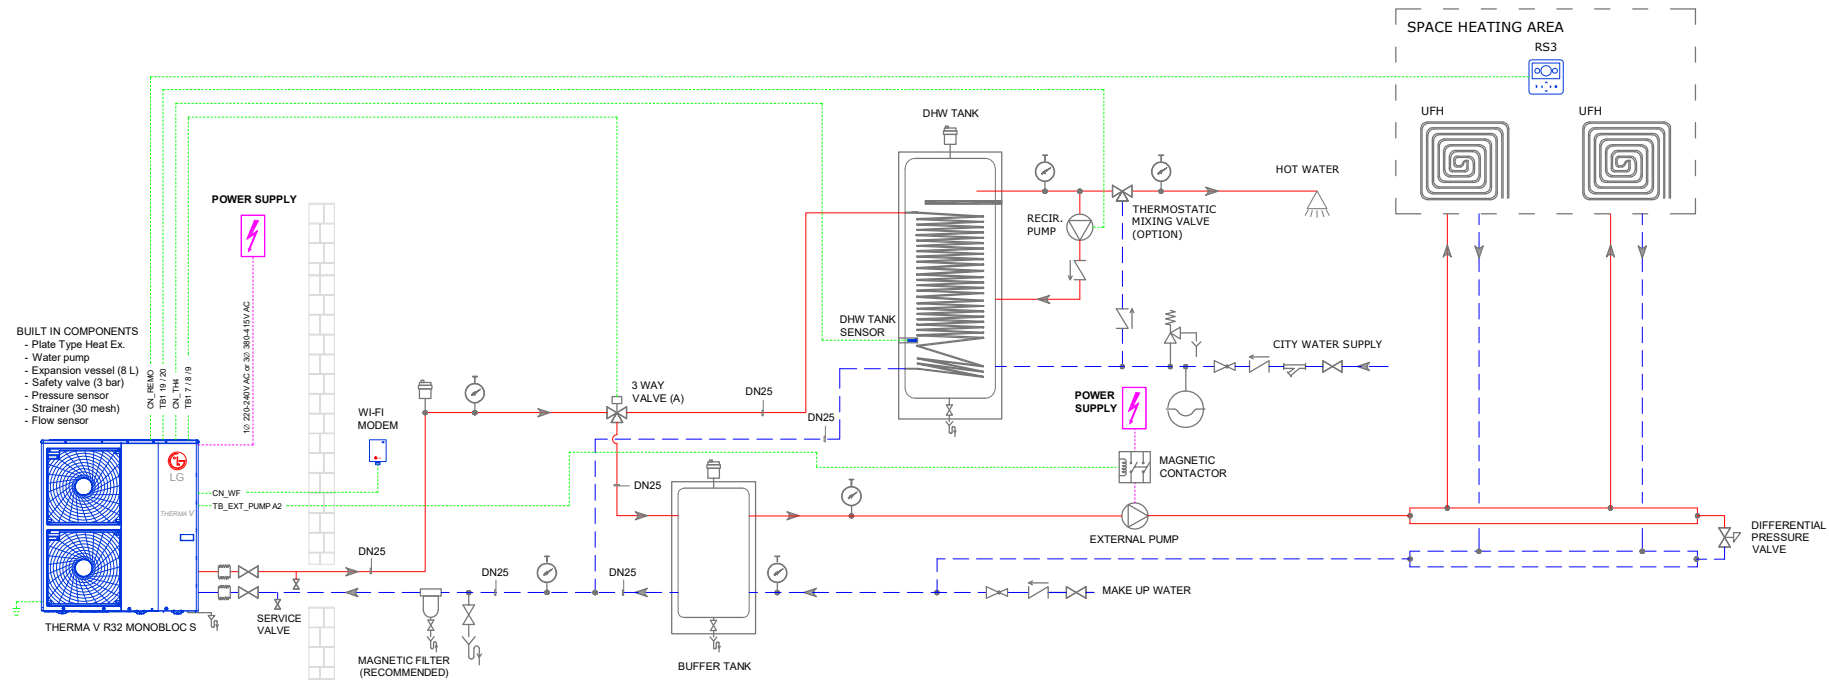 SPACE HEATING AREA
RS3
UFH
UFH
DHW TANK
HOT WATER
POWER SUPPLY
RECIR.
PUMP
THERMOSTATIC
MIXING VALVE
(OPTION)
1∅ 220-240V AC or 3∅ 380-415V AC
BUILT IN COMPONENTS
- Plate Type Heat Ex.
- Water pump
- Expansion vessel (8 L)
- Safety valve (3 bar)
- Pressure sensor
- Strainer (30 mesh)
- Flow sensor
CN_REMO
TB1 19 / 20
CN_TH4
TB1 7 / 8 /9
DHW TANK
SENSOR
CITY WATER SUPPLY
3 WAY
VALVE (A)
DN25
POWER
SUPPLY
WI-FI
MODEM
DN25
LG
MAGNETIC
CONTACTOR
CN_WF
DN25
TB_EXT_PUMP A2
THERMA V
EXTERNAL PUMP
DIFFERENTIAL
PRESSURE
VALVE
DN25
DN25
DN25
MAKE UP WATER
SERVICE
VALVE
THERMA V R32 MONOBLOC S
MAGNETIC FILTER
(RECOMMENDED)
BUFFER TANK